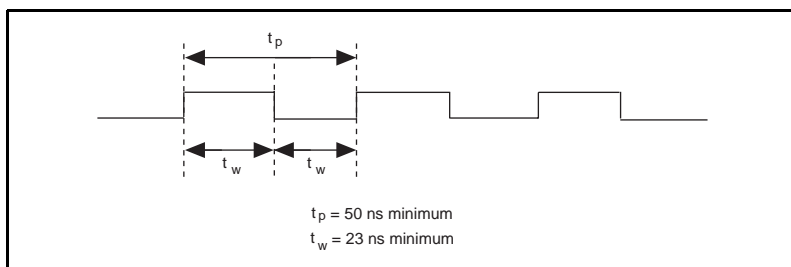 t p
t w t w
t p = 50 ns minimum
t w = 23 ns minimum